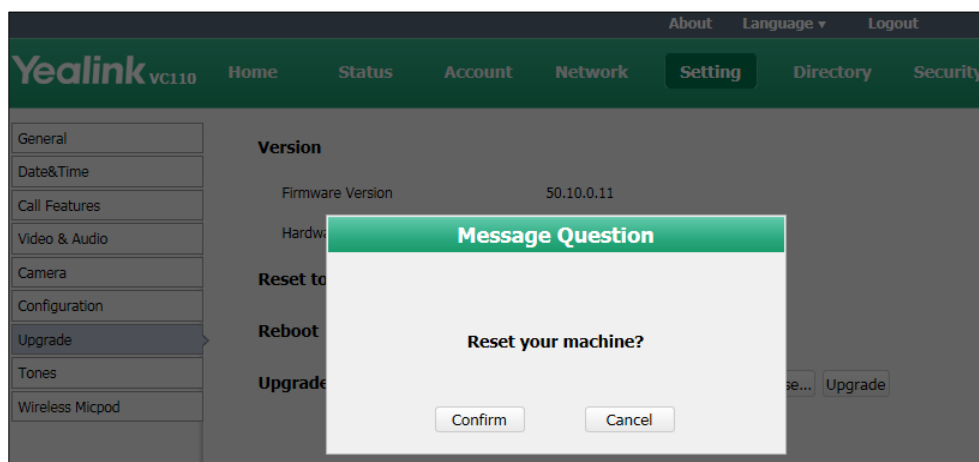 About Language ▾ Logout
Yealink VC110 Home Status Account Network Setting Directory Security
General
Version
Date&Time
Firmware Version 50.10.0.11
Call Features
Video & Audio
Message Question
Camera
Reset to
Configuration
Upgrade
Reboot
Reset your machine?
Tones
Upgrade
Upgrade
Wireless Micpod
Confirm Cancel